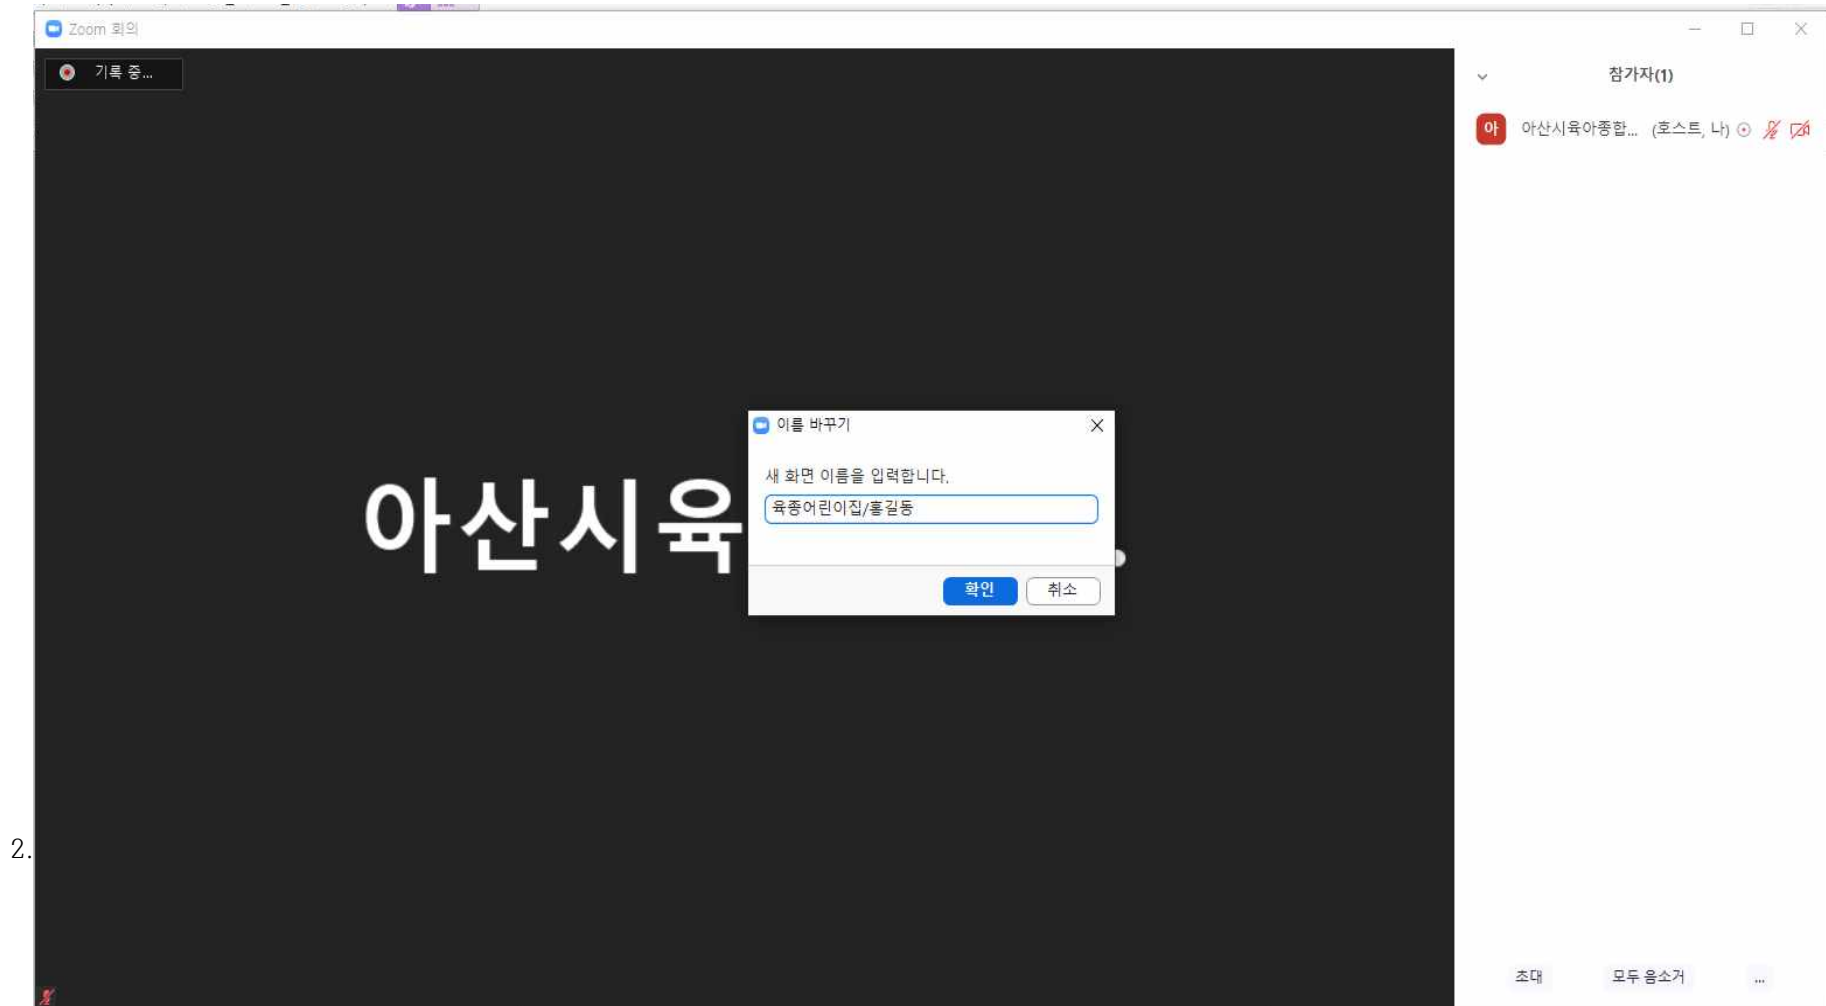 Zoom 회의
기록 중...
참가자(1)
아 아산시육아종합... (호스트, 나)
이름 바꾸기
새 화면 이름을 입력합니다.
육종어린이집/홍길동
확인 취소
아산시육
2.
초대 모두 음소거 ...